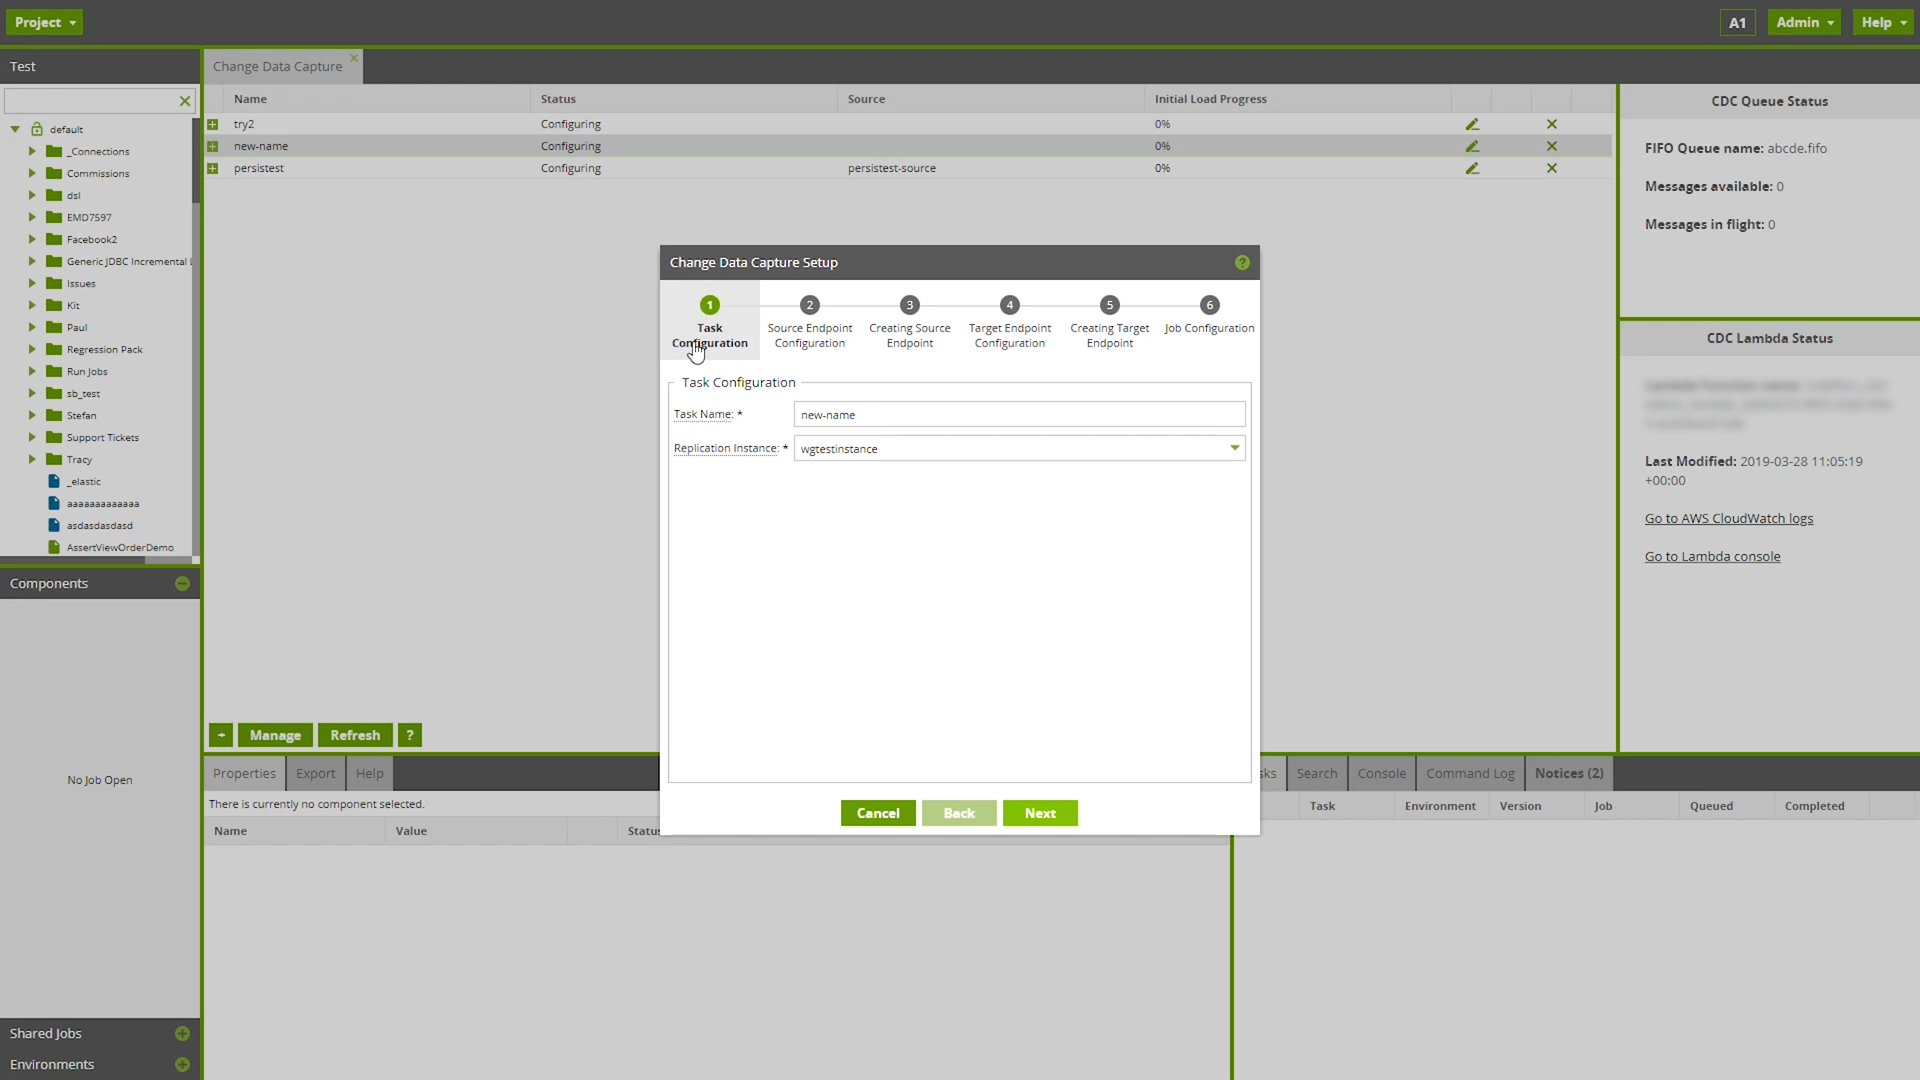 Project
A1
Admin
Help
Test
Change Data Capture
default
_Connections
Commissions
dsl
EMD7597
Facebook2
Generic JDBC Incremental
Issues
Kit
Paul
Regression Pack
Run Jobs
sb_test
Stefan
Support Tickets
Tracy
_elastic
aaaaaaaaaaaaa
asdasdasdasd
AssertViewOrderDemo
Components
No Job Open
Shared Jobs
Environments
Name Status Source Initial Load Progress
try2 Configuring 0%
new-name Configuring 0%
persistest Configuring persistest-source 0%
Manage Refresh ?
CDC Queue Status
FIFO Queue name: abcde.fifo
Messages available: 0
Messages in flight: 0
CDC Lambda Status
Last Modified: 2019-03-28 11:05:19
+00:00
Go to AWS CloudWatch logs
Go to Lambda console
Change Data Capture Setup ?
1 2 3 4 5 6
Task Configuration
Source Endpoint Configuration
Creating Source Endpoint
Target Endpoint Configuration
Creating Target Endpoint
Job Configuration
Task Configuration
Task Name: * new-name
Replication Instance: * wgtestinstance
Cancel Back Next
Properties Export Help
There is currently no component selected.
Name Value
Search Console Command Log Notices (2)
Task Environment Version Job Queued Completed